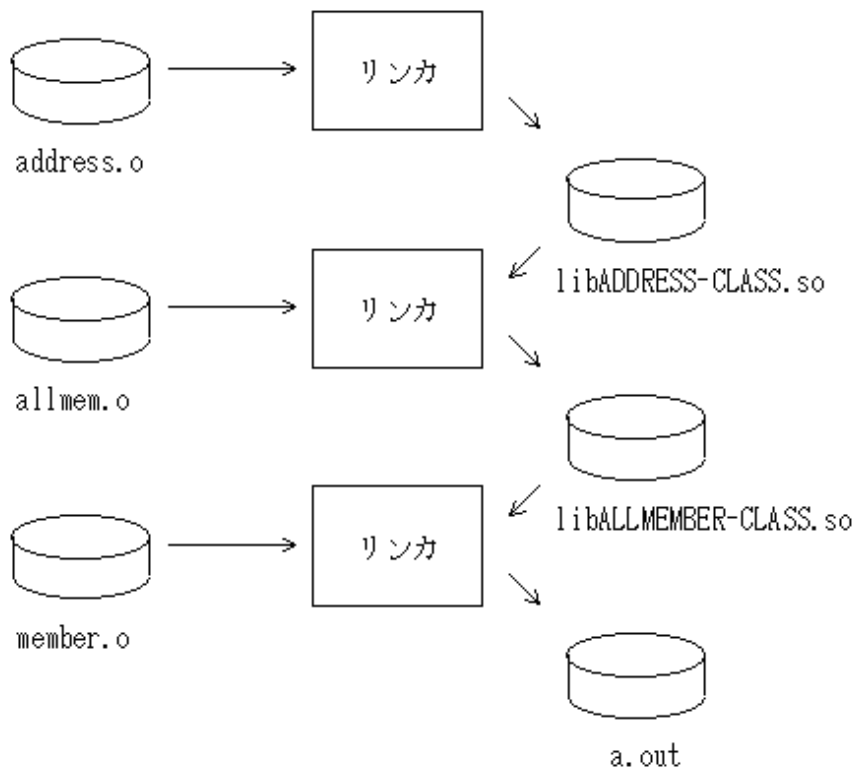 リンカ
address.o
libADDRESS-CLASS.so
リンカ
allmem.o
libALLMEMBER-CLASS.so
リンカ
member.o
a.out